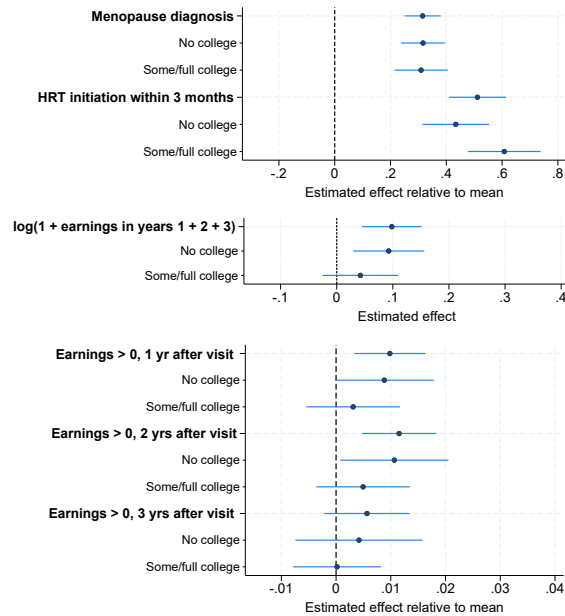 Menopause diagnosis
No college
Some/full college
HRT initiation within 3 months
No college
Some/full college
-.2 0 .2 .4 .6 .8
Estimated effect relative to mean
log(1 + earnings in years 1 + 2 + 3)
No college
Some/full college
-.1 0 .1 .2 .3 .4
Estimated effect
Earnings > 0, 1 yr after visit
No college
Some/full college
Earnings > 0, 2 yrs after visit
No college
Some/full college
Earnings > 0, 3 yrs after visit
No college
Some/full college
-.01 0 .01 .02 .03 .04
Estimated effect relative to mean